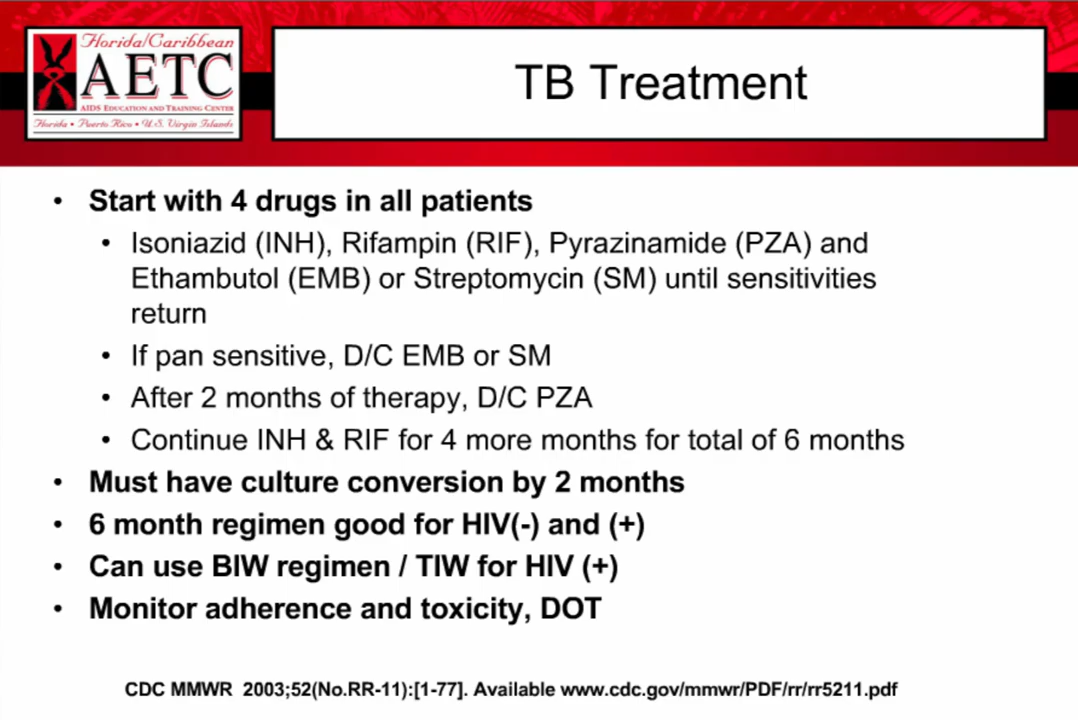 Florida/Caribbean
AETC
AIDS EDUCATION AND TRAINING CENTER
Florida • Puerto Rico • U.S. Virgin Islands
TB Treatment
• Start with 4 drugs in all patients
• Isoniazid (INH), Rifampin (RIF), Pyrazinamide (PZA) and
Ethambutol (EMB) or Streptomycin (SM) until sensitivities
return
• If pan sensitive, D/C EMB or SM
• After 2 months of therapy, D/C PZA
• Continue INH & RIF for 4 more months for total of 6 months
• Must have culture conversion by 2 months
• 6 month regimen good for HIV(-) and (+)
• Can use BIW regimen / TIW for HIV (+)
• Monitor adherence and toxicity, DOT
CDC MMWR 2003;52(No.RR-11):[1-77]. Available www.cdc.gov/mmwr/PDF/rr/rr5211.pdf